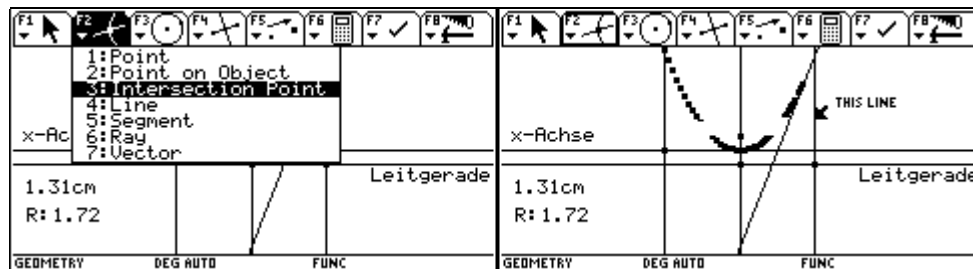 F1 F2 F3 F4 F5 F6 F7 F8
1:Point
2:Point on Object
3:Intersection Point
4:Line
5:Segment
6:Ray
7:Vector
x-Ac
Leitgerade
1.31cm
R:1.72
GEOMETRY DEG AUTO FUNC
F1 F2 F3 F4 F5 F6 F7 F8
THIS LINE
x-Achse
Leitgerade
1.31cm
R:1.72
GEOMETRY DEG AUTO FUNC